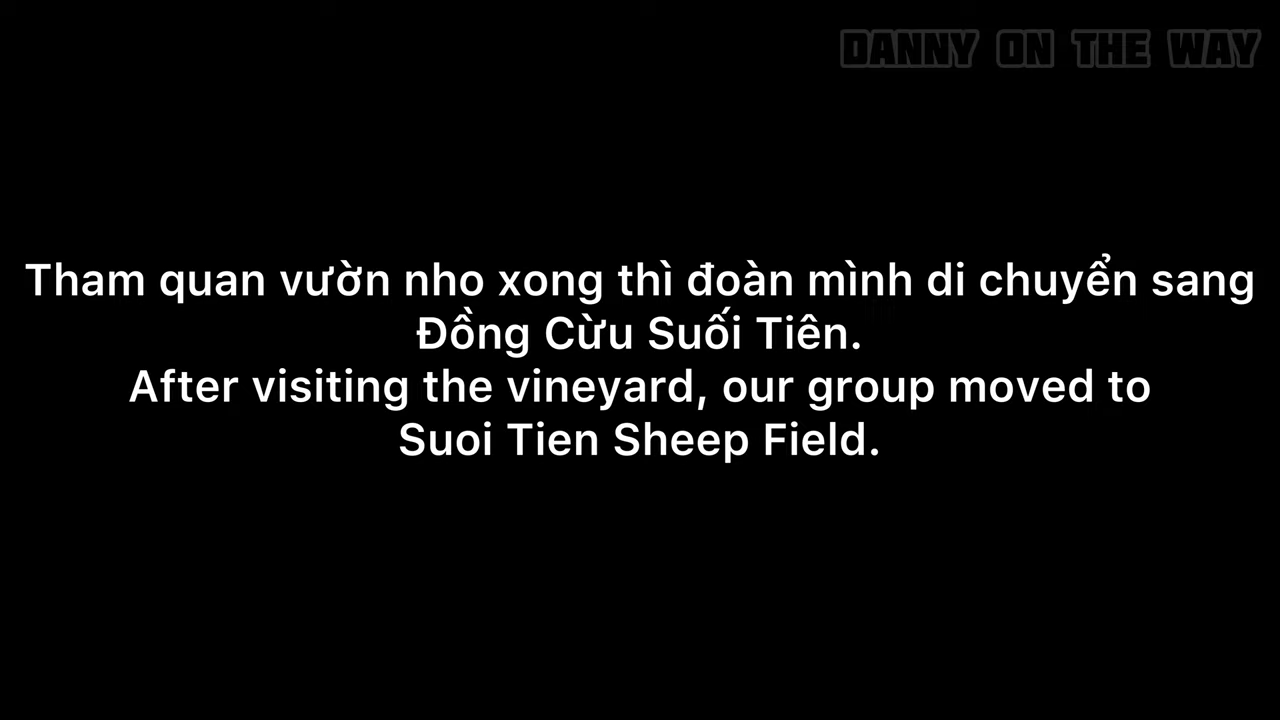 DANNY ON THE WAY
Tham quan vườn nho xong thì đoàn mình di chuyển sang
Đồng Cừu Suối Tiên.
After visiting the vineyard, our group moved to
Suoi Tien Sheep Field.